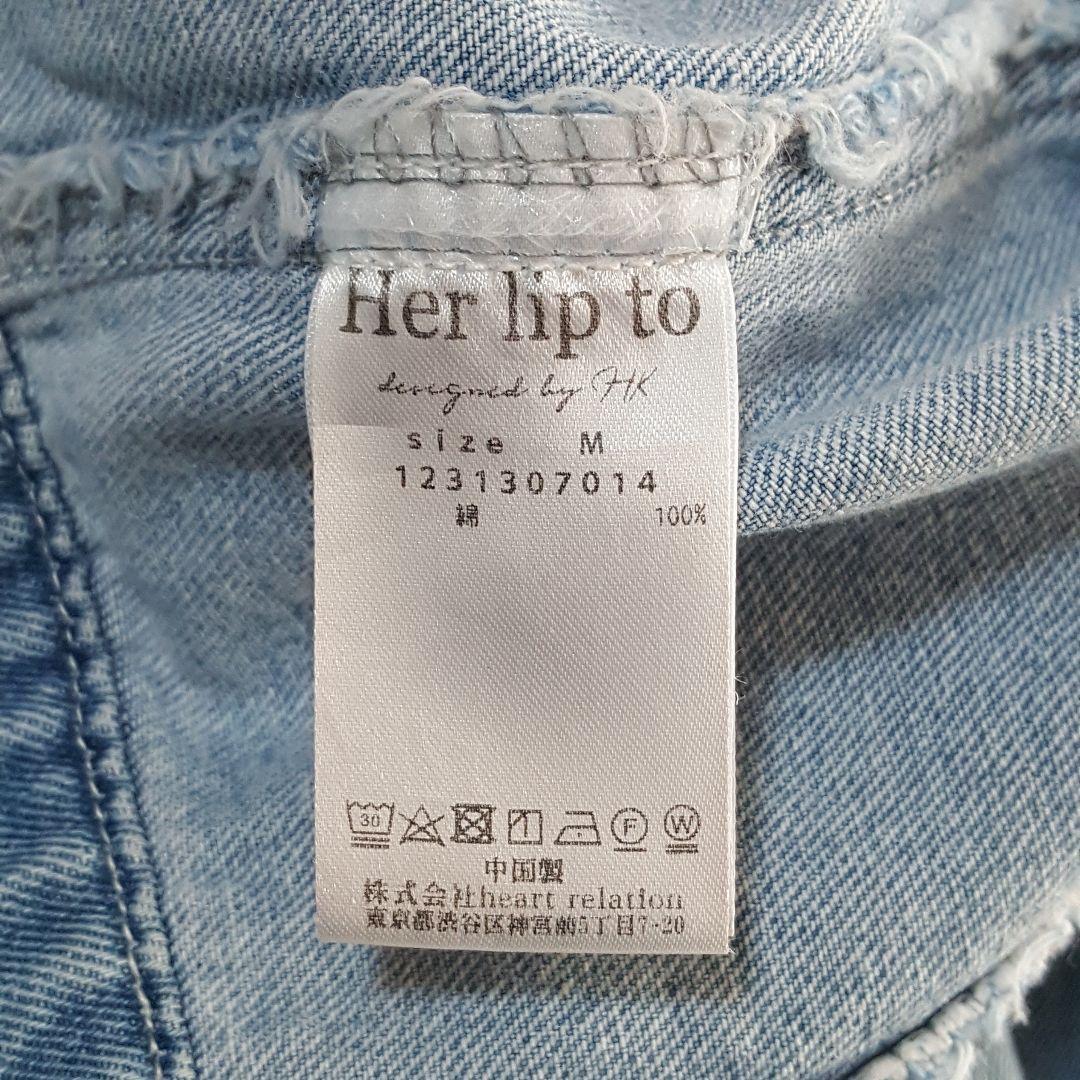 Her lip to
designed by HK
size M
1231307014
綿 100%
30 F W
中国製
株式会社heart relation
東京都渋谷区神宮前5丁目7-20